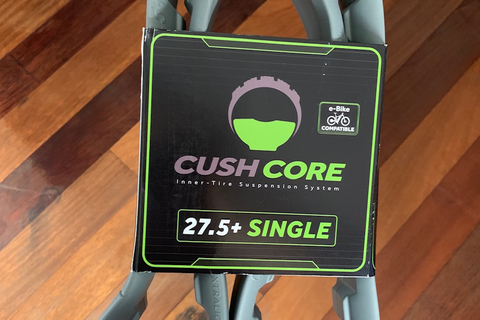 e-Bike
COMPATIBLE
CUSH CORE
Inner-Tire Suspension System
27.5+ SINGLE